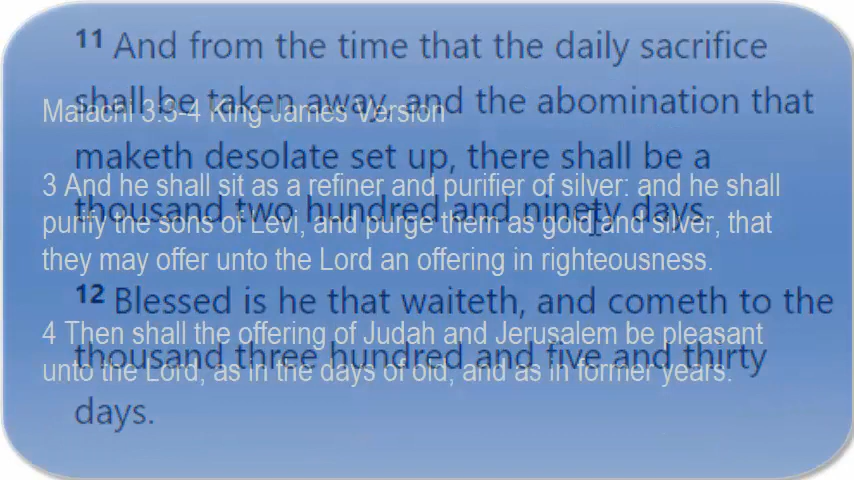 11 And from the time that the daily sacrifice
shall be taken away, and the abomination that
maketh desolate set up, there shall be a
thousand two hundred and ninety days.
12 Blessed is he that waiteth, and cometh to the
thousand three hundred and five and thirty
days.
Malachi 3:3-4 King James Version
3 And he shall sit as a refiner and purifier of silver: and he shall
purify the sons of Levi, and purge them as gold and silver, that
they may offer unto the Lord an offering in righteousness.
4 Then shall the offering of Judah and Jerusalem be pleasant
unto the Lord, as in the days of old, and as in former years.